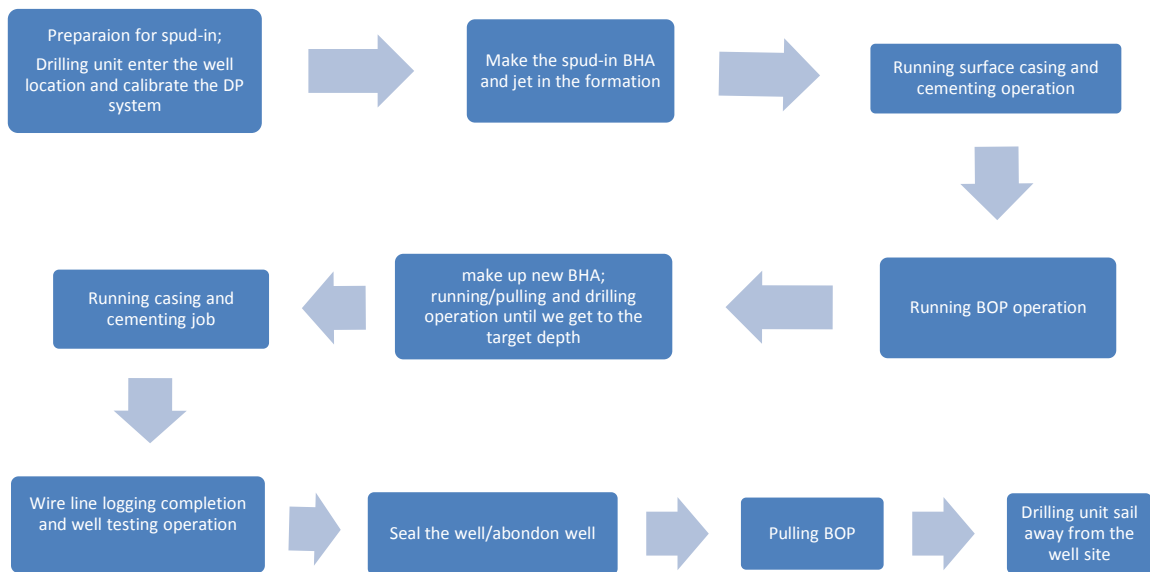 Preparaion for spud-in;
Drilling unit enter the well
location and calibrate the DP
system
Make the spud-in BHA
and jet in the formation
Running surface casing and
cementing operation
Running BOP operation
make up new BHA;
running/pulling and drilling
operation until we get to the
target depth
Running casing and
cementing job
Wire line logging completion
and well testing operation
Seal the well/abondon well
Pulling BOP
Drilling unit sail
away from the
well site